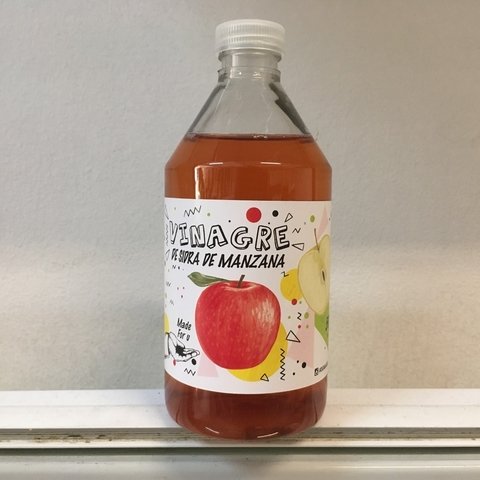 VINAGRE
DE SIDRA DE MANZANA
Made
For u